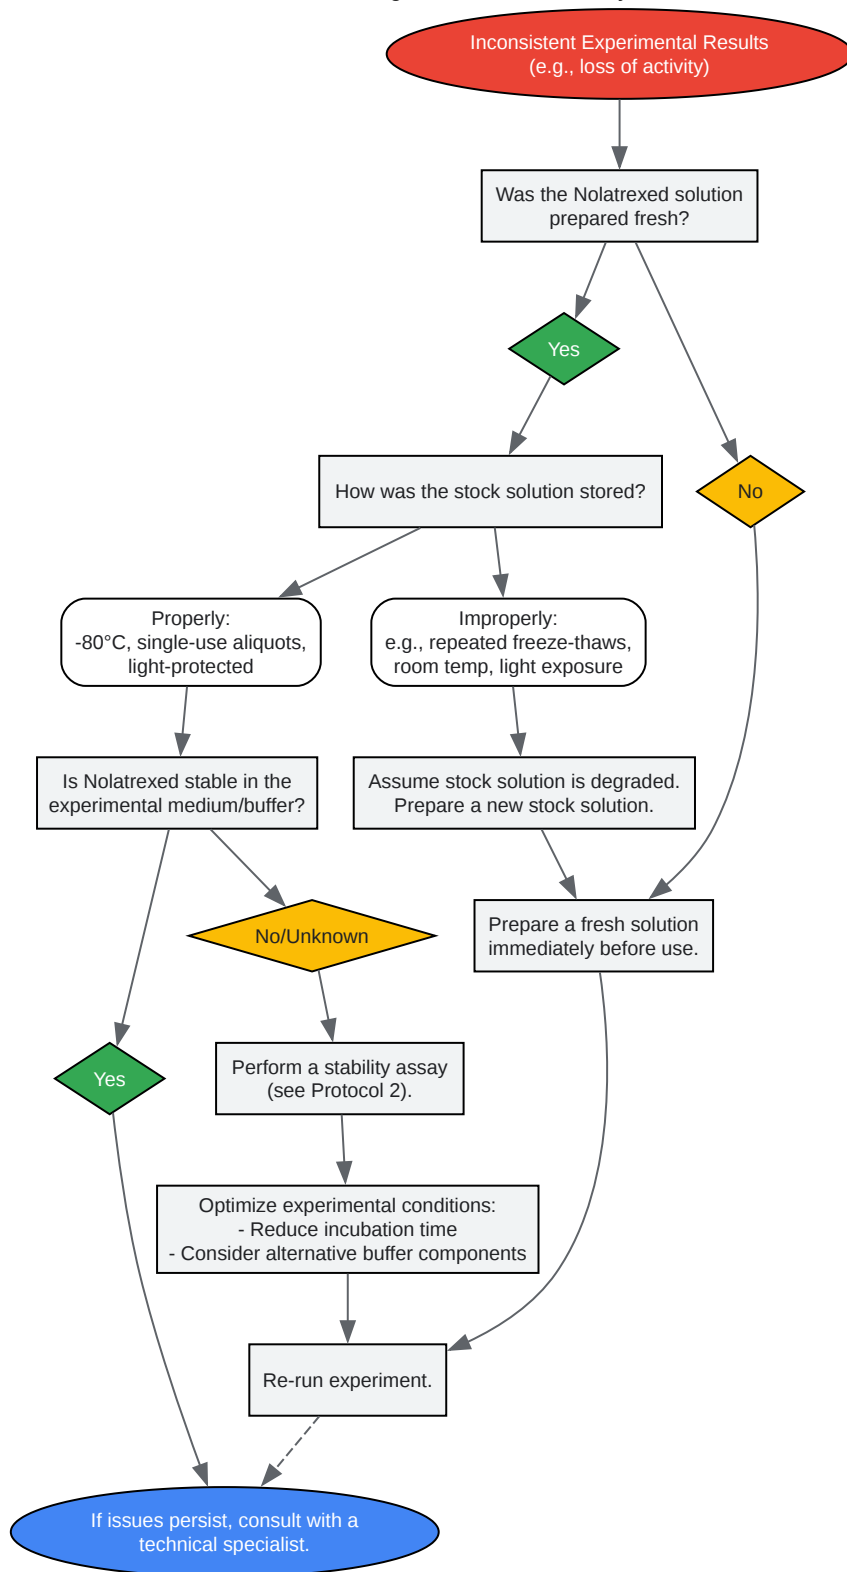 Inconsistent Experimental Results
(e.g., loss of activity)
Was the Nolatrexed solution
prepared fresh?
Yes
How was the stock solution stored?
No
Properly:
-80°C, single-use aliquots,
light-protected
Improperly:
e.g., repeated freeze-thaws,
room temp, light exposure
Is Nolatrexed stable in the
experimental medium/buffer?
Assume stock solution is degraded.
Prepare a new stock solution.
No/Unknown
Prepare a fresh solution
immediately before use.
Yes
Perform a stability assay
(see Protocol 2).
Optimize experimental conditions:
- Reduce incubation time
- Consider alternative buffer components
Re-run experiment.
If issues persist, consult with a
technical specialist.